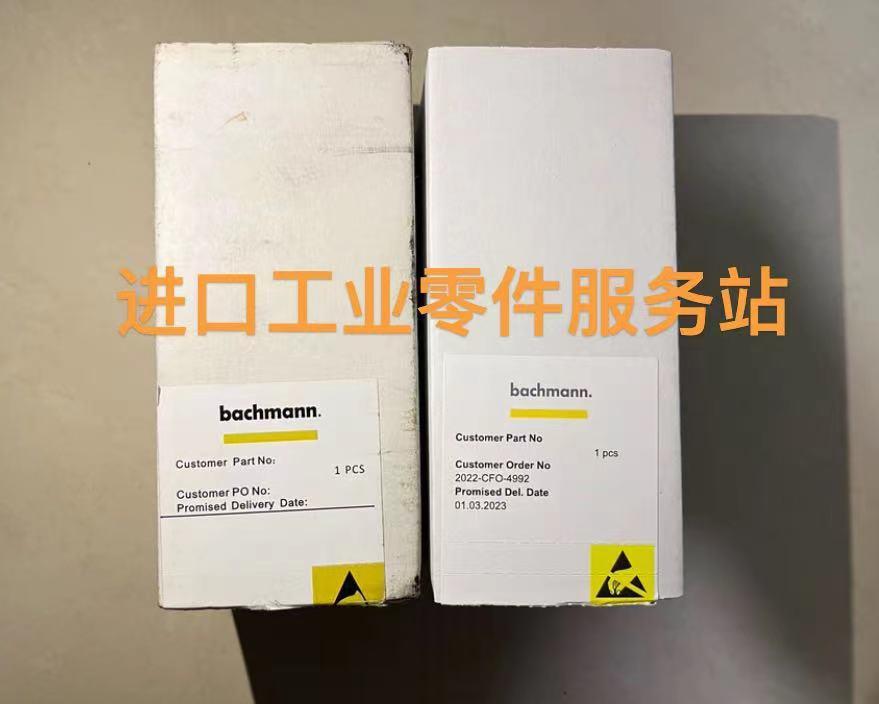 进口工业零件服务站
bachmann.
Customer Part No:
1 PCS
Customer PO No:
Promised Delivery Date:
bachmann.
Customer Part No
1 pcs
Customer Order No
2022-CFO-4992
Promised Del. Date
01.03.2023